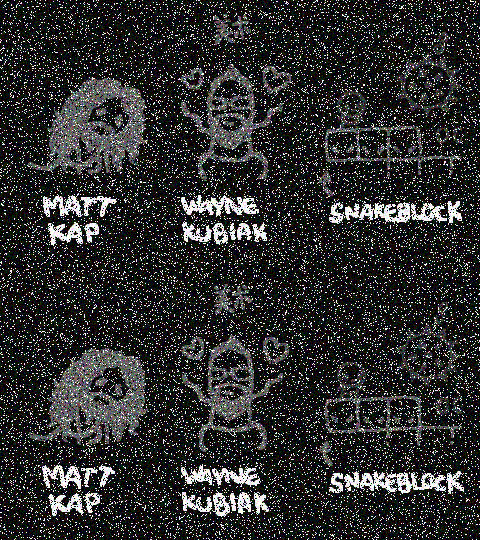 MATT
KAP
WAYNE
KUBIAK
SNAKEBLOCK
MATT
KAP
WAYNE
KUBIAK
SNAKEBLOCK